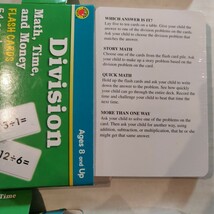 Math, Time,
and Money
FLASH CARDS
Division
Ages 8 and Up
3÷1=
12÷6=
Time
WHICH ANSWER IS IT?
Lay five to ten cards on a table. Give your child the
answer to one of the division problems on the cards.
Ask your child to choose the division problem
that matches the answer.
STORY MATH
Choose one of the cards from the flash card pile. Ask
your child to make up a story problem based on the
division problem on the card.
QUICK MATH
Hold up the flash cards and ask your child to write
down or say the answer. See how quickly your
child can go through the entire deck. Record the
time and challenge your child to beat that time the
next time.
MORE THAN ONE WAY
Ask your child to solve one of the problems on the
cards. Then ask for another way, using
addition, subtraction, or multiplication, that he or she
might get that same answer.